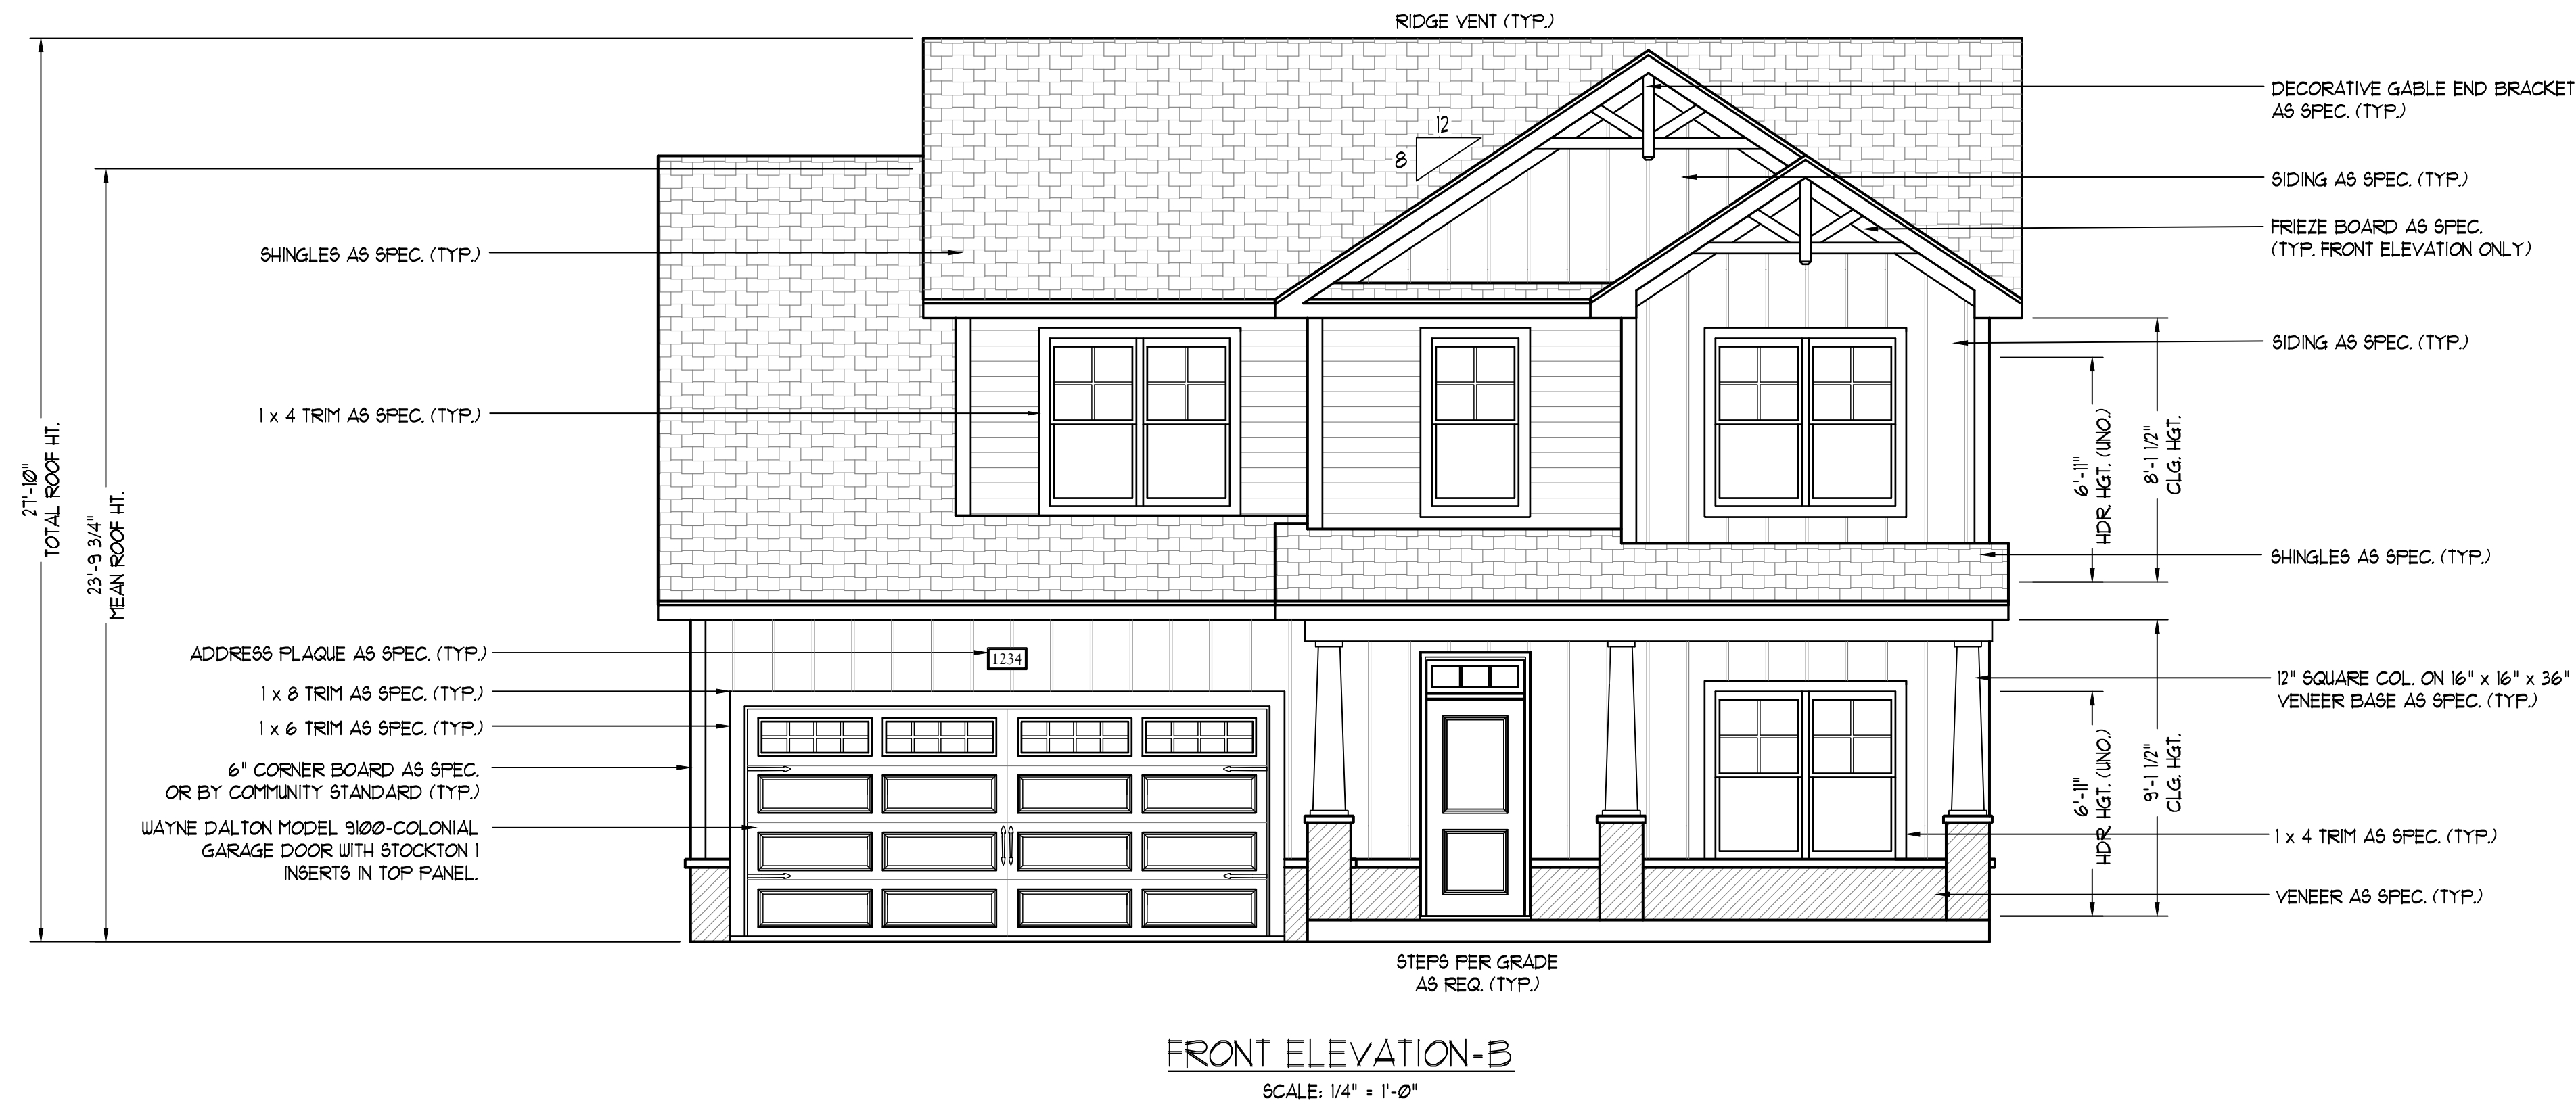 RIDGE VENT (TYP.)
DECORATIVE GABLE END BRACKET
AS SPEC. (TYP.)
12
8
SIDING AS SPEC. (TYP.)
FRIEZE BOARD AS SPEC.
(TYP. FRONT ELEVATION ONLY)
SHINGLES AS SPEC. (TYP.)
SIDING AS SPEC. (TYP.)
1 x 4 TRIM AS SPEC. (TYP.)
27'-10"
TOTAL ROOF HT.
23'-9 3/4"
MEAN ROOF HT.
6'-11"
HDR. HGT. (UNO.)
8'-1 1/2"
CLG. HGT.
SHINGLES AS SPEC. (TYP.)
ADDRESS PLAQUE AS SPEC. (TYP.)
1234
1 x 8 TRIM AS SPEC. (TYP.)
12" SQUARE COL. ON 16" x 16" x 36"
VENEER BASE AS SPEC. (TYP.)
1 x 6 TRIM AS SPEC. (TYP.)
6" CORNER BOARD AS SPEC.
OR BY COMMUNITY STANDARD (TYP.)
6'-11"
HDR. HGT. (UNO.)
9'-1 1/2"
CLG. HGT.
WAYNE DALTON MODEL 9100-COLONIAL
GARAGE DOOR WITH STOCKTON 1
INSERTS IN TOP PANEL.
1 x 4 TRIM AS SPEC. (TYP.)
VENEER AS SPEC. (TYP.)
STEPS PER GRADE
AS REQ. (TYP.)
FRONT ELEVATION-B
SCALE: 1/4" = 1'-0"